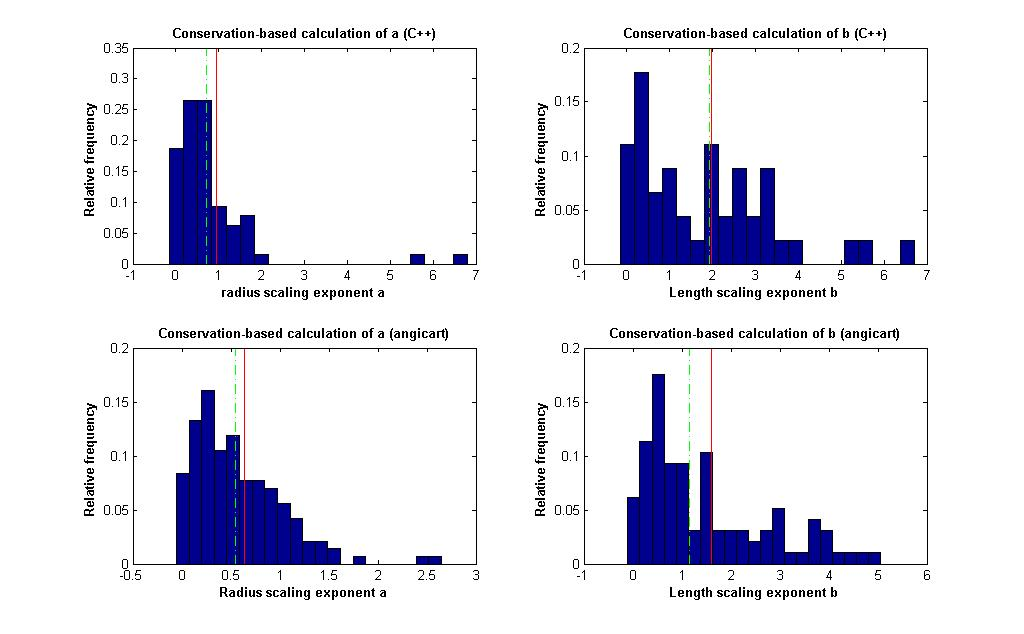 Conservation-based calculation of a (C++)
Relative frequency
0.35
0.3
0.25
0.2
0.15
0.1
0.05
0
-1 0 1 2 3 4 5 6 7
radius scaling exponent a
Conservation-based calculation of b (C++)
Relative frequency
0.2
0.15
0.1
0.05
0
-1 0 1 2 3 4 5 6 7
Length scaling exponent b
Conservation-based calculation of a (angicart)
Relative frequency
0.2
0.15
0.1
0.05
0
-0.5 0 0.5 1 1.5 2 2.5 3
Radius scaling exponent a
Conservation-based calculation of b (angicart)
Relative frequency
0.2
0.15
0.1
0.05
0
-1 0 1 2 3 4 5 6
Length scaling exponent b